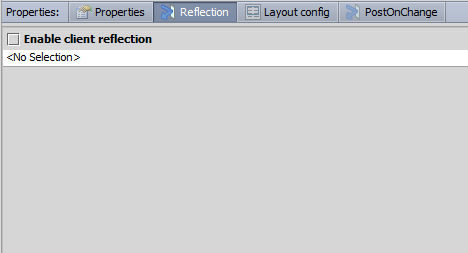 Properties: Properties Reflection Layout config PostOnChange
Enable client reflection
<No Selection>